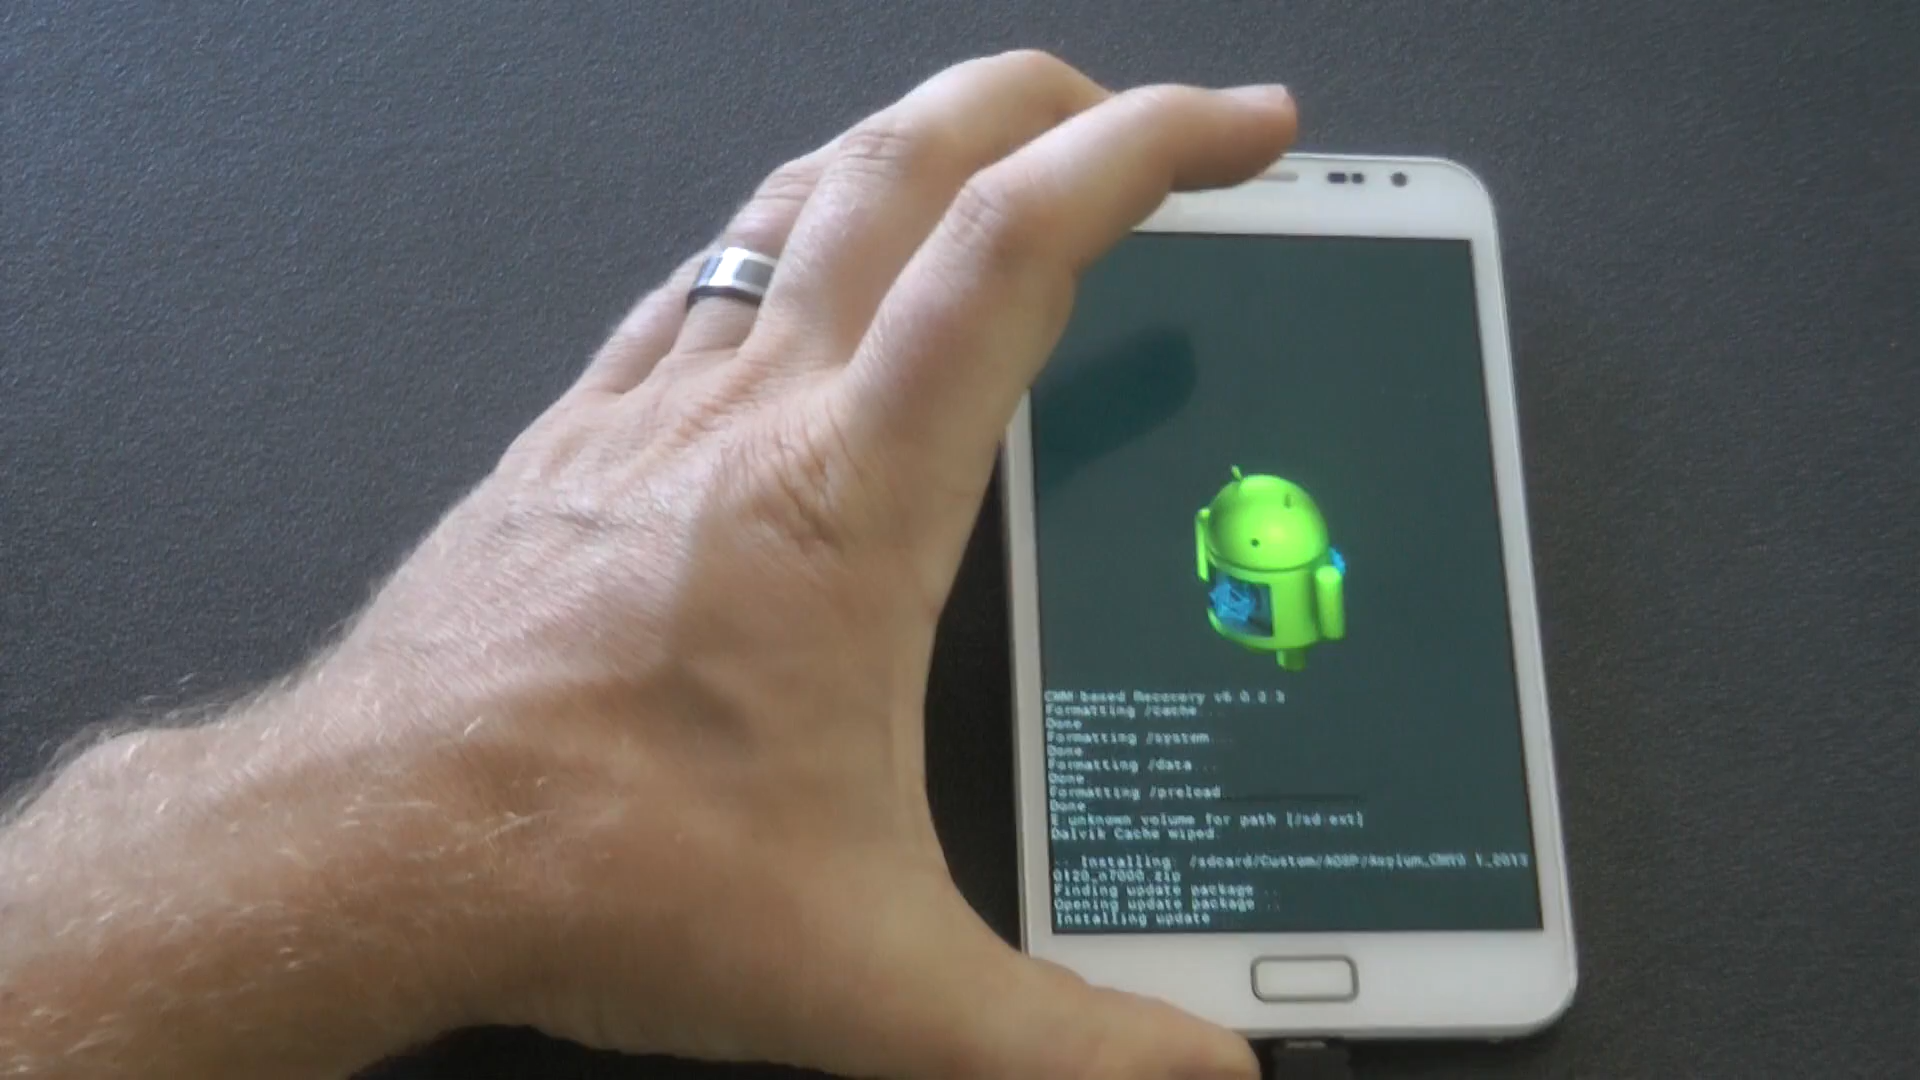 CWM-based Recovery v6.0.2.3
Formatting /cache...
Done
Formatting /system...
Done
Formatting /data...
Done
Formatting /preload
Done
E:unknown volume for path [/sd-ext]
Dalvik Cache wiped.
-- Installing: /sdcard/Custom/AOSP/Asylum_CM10.1_2013
0120_n7000.zip
Finding update package...
Opening update package...
Installing update